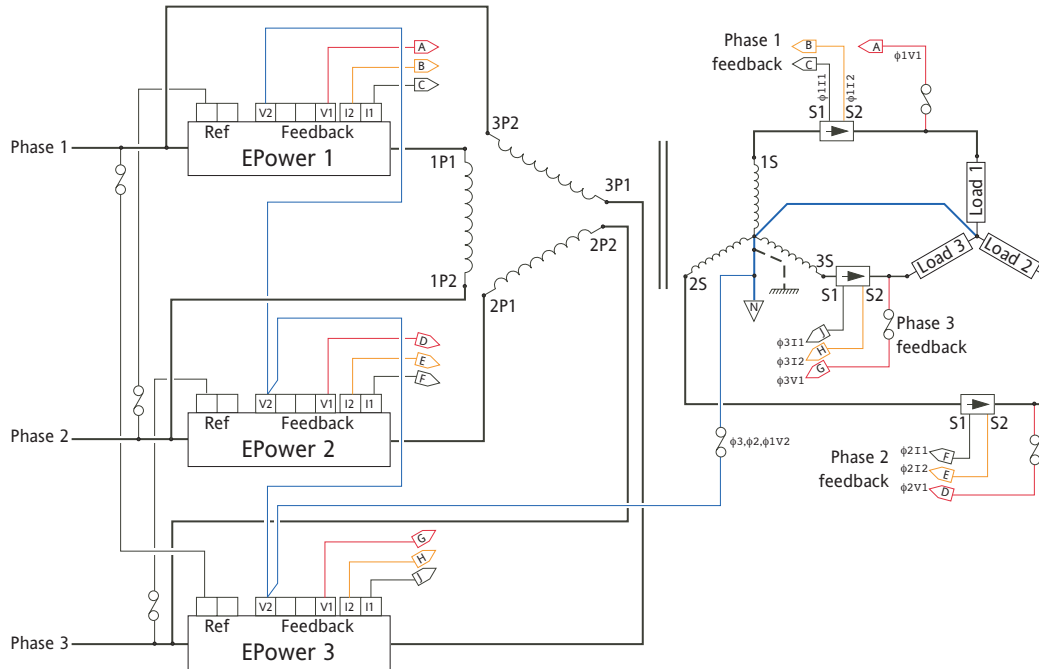 A
B
C
V2
V1
I2
I1
Ref
Feedback
Phase 1
EPower 1
3P2
1P1
3P1
2P2
1P2
2P1
D
E
F
V2
V1
I2
I1
Ref
Feedback
Phase 2
EPower 2
G
H
J
V2
V1
I2
I1
Ref
Feedback
Phase 3
EPower 3
Phase 1
feedback
B
A
C
ϕ1V1
ϕ1I1
ϕ1I2
S1
S2
1S
Load 1
Load 3
Load 2
2S
3S
N
S1
S2
J
ϕ3I1
H
ϕ3I2
G
ϕ3V1
Phase 3
feedback
S1
S2
ϕ3,ϕ2,ϕ1V2
Phase 2
feedback
ϕ2I1
F
ϕ2I2
E
ϕ2V1
D